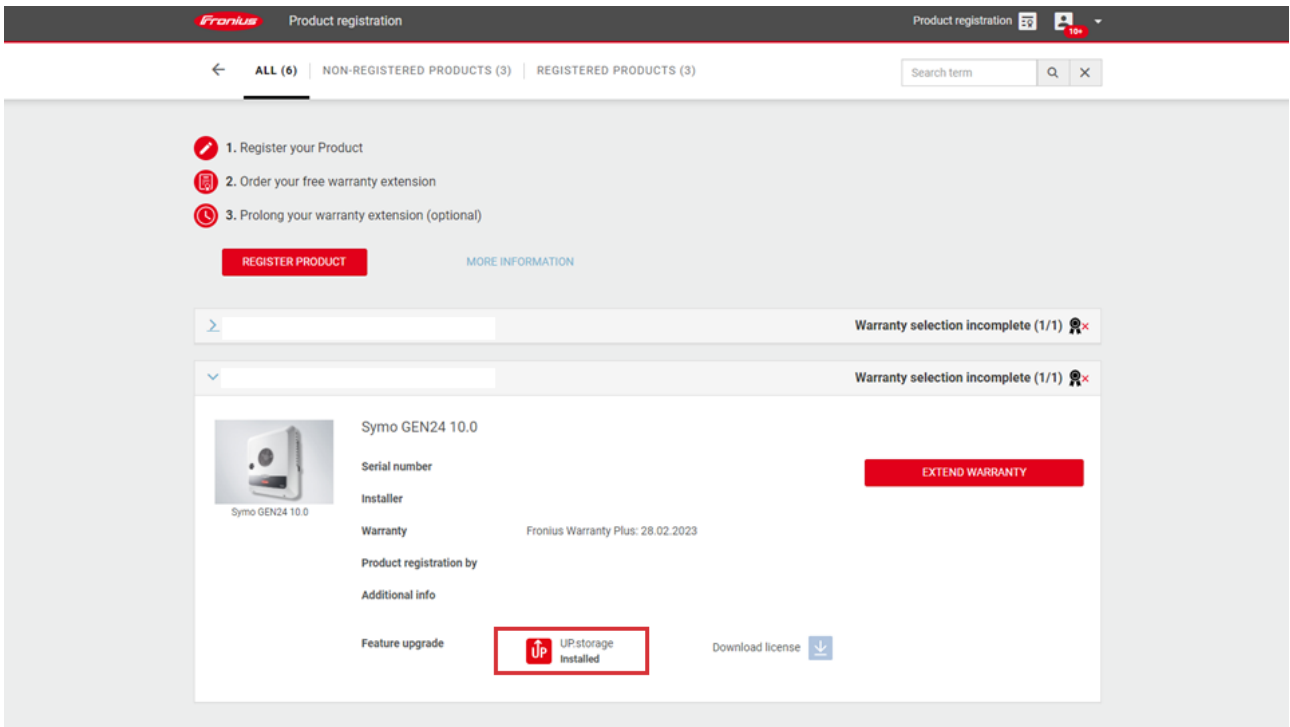 Fronius Product registration Product registration 10+
ALL (6) NON-REGISTERED PRODUCTS (3) REGISTERED PRODUCTS (3) Search term
1. Register your Product
2. Order your free warranty extension
3. Prolong your warranty extension (optional)
REGISTER PRODUCT MORE INFORMATION
Warranty selection incomplete (1/1)
Warranty selection incomplete (1/1)
Symo GEN24 10.0
Serial number
EXTEND WARRANTY
Installer
Symo GEN24 10.0
Warranty Fronius Warranty Plus: 28.02.2023
Product registration by
Additional info
Feature upgrade UP UP.storage Download license
Installed